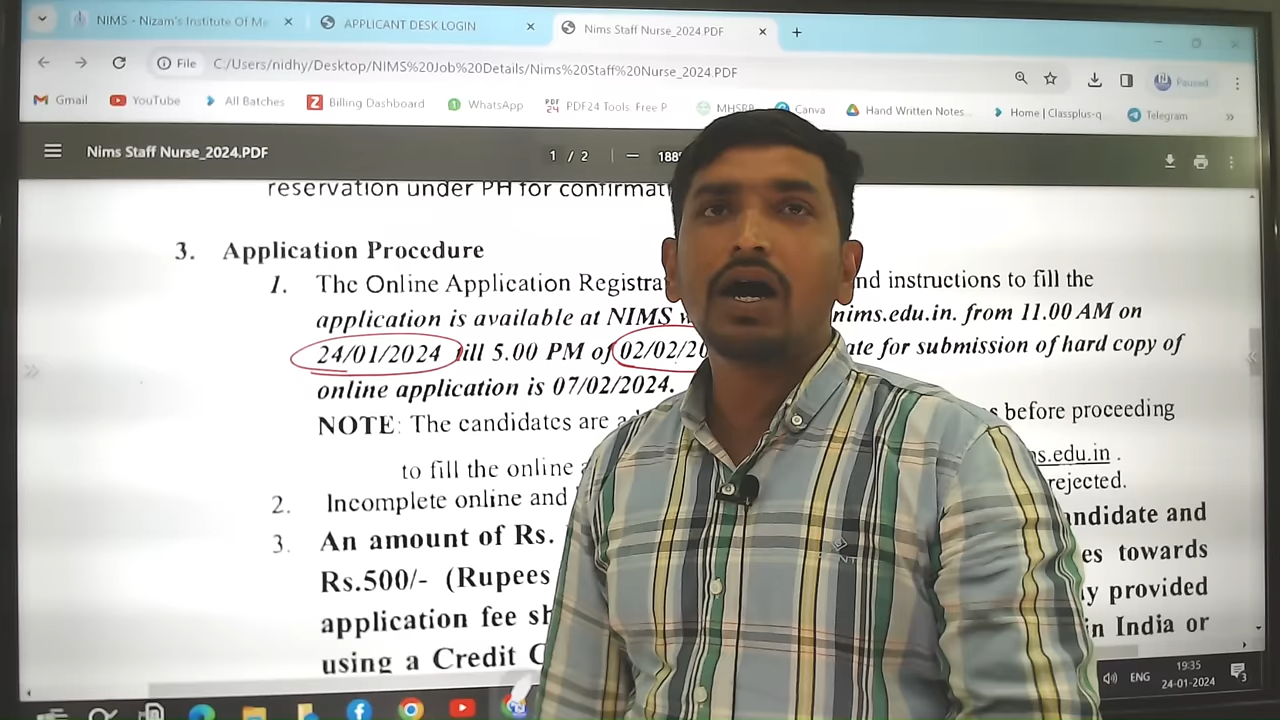 NIMS - Nizam's Institute Of Me
APPLICANT DESK LOGIN
Nims Staff Nurse_2024.PDF
File C:/Users/nidhy/Desktop/NIMS%20Job%20Details/Nims%20Staff%20Nurse_2024.PDF
Paused
Gmail YouTube All Batches Billing Dashboard WhatsApp PDF24 Tools Free P MHSRB Canva Hand Written Notes... Home | Classplus-q Telegram
Nims Staff Nurse_2024.PDF 1 / 2 188
reservation under PH for confirmat
3. Application Procedure
1. The Online Application Registra nd instructions to fill the
application is available at NIMS w nims.edu.in. from 11.00 AM on
24/01/2024 till 5.00 PM of 02/02/20 ate for submission of hard copy of
online application is 07/02/2024.
NOTE: The candidates are ad s before proceeding
to fill the online a ms.edu.in .
2. Incomplete online and rejected.
3. An amount of Rs. andidate and
Rs.500/- (Rupees es towards
application fee sh y provided
using a Credit C in India or
ENG 19:35
24-01-2024
3